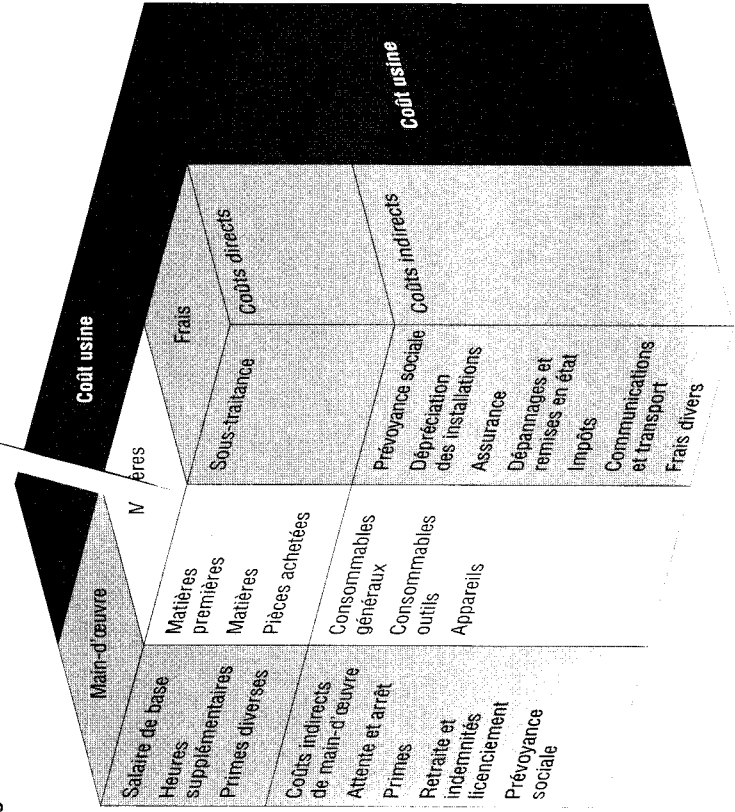 Coût usine
Main-d'œuvre
ères
Frais
Coût usine
Salaire de base
Heures
supplémentaires
Primes diverses
Matières
premières
Matières
Pièces achetées
Sous-traitance
Coûts directs
Coûts indirects
de main-d'œuvre
Attente et arrêt
Primes
Retraite et
indemnités
licenciement
Prévoyance
sociale
Consommables
généraux
Consommables
outils
Appareils
Prévoyance sociale
Dépréciation
des installations
Assurance
Dépannages et
remises en état
Impôts
Communications
et transport
Frais divers
Coûts indirects